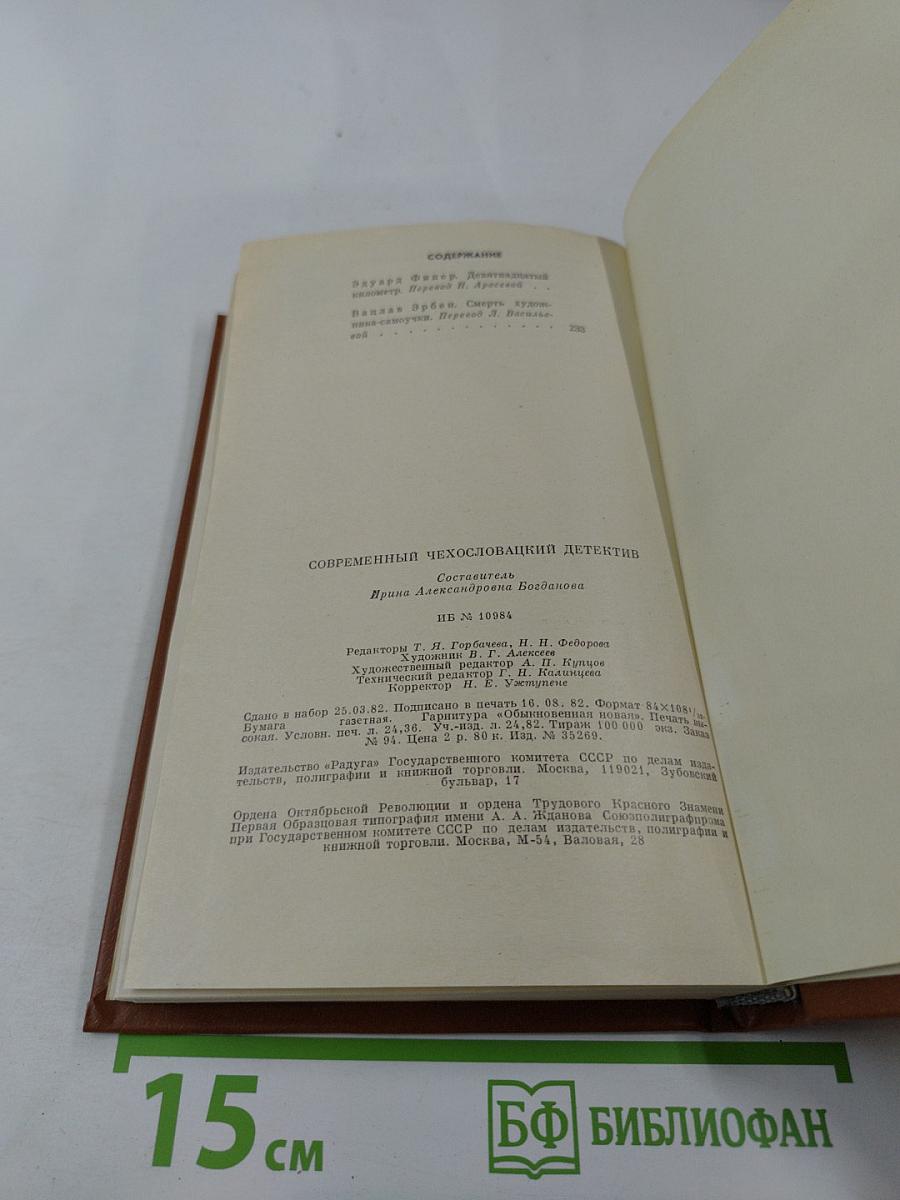 СОДЕРЖАНИЕ
Эдуард Фикер. Девятнадцатый
километр. Перевод Н. Аросевой . .
Вацлав Эрбен. Смерть худож-
ника-самоучки. Перевод Л. Василье-
вой . . . . . . . . . . . . . 233
СОВРЕМЕННЫЙ ЧЕХОСЛОВАЦКИЙ ДЕТЕКТИВ
Составитель
Ирина Александровна Богданова
ИБ № 10984
Редакторы Т. Я. Горбачева, Н. Н. Федорова
Художник В. Г. Алексеев
Художественный редактор А. П. Купцов
Технический редактор Г. Н. Калинцева
Корректор Н. Е. Ужтупене
Сдано в набор 25.03.82. Подписано в печать 16. 08. 82. Формат 84×108¹/₃₂.
Бумага газетная. Гарнитура «Обыкновенная новая». Печать вы-
сокая. Условн. печ. л. 24,36. Уч.-изд. л. 24,82. Тираж 100 000 экз. Заказ
№ 94. Цена 2 р. 80 к. Изд. № 35269.
Издательство «Радуга» Государственного комитета СССР по делам изда-
тельств, полиграфии и книжной торговли. Москва, 119021, Зубовский
бульвар, 17
Ордена Октябрьской Революции и ордена Трудового Красного Знамени
Первая Образцовая типография имени А. А. Жданова Союзполиграфпрома
при Государственном комитете СССР по делам издательств, полиграфии и
книжной торговли. Москва, М-54, Валовая, 28
15 см
БФ БИБЛИОФАН